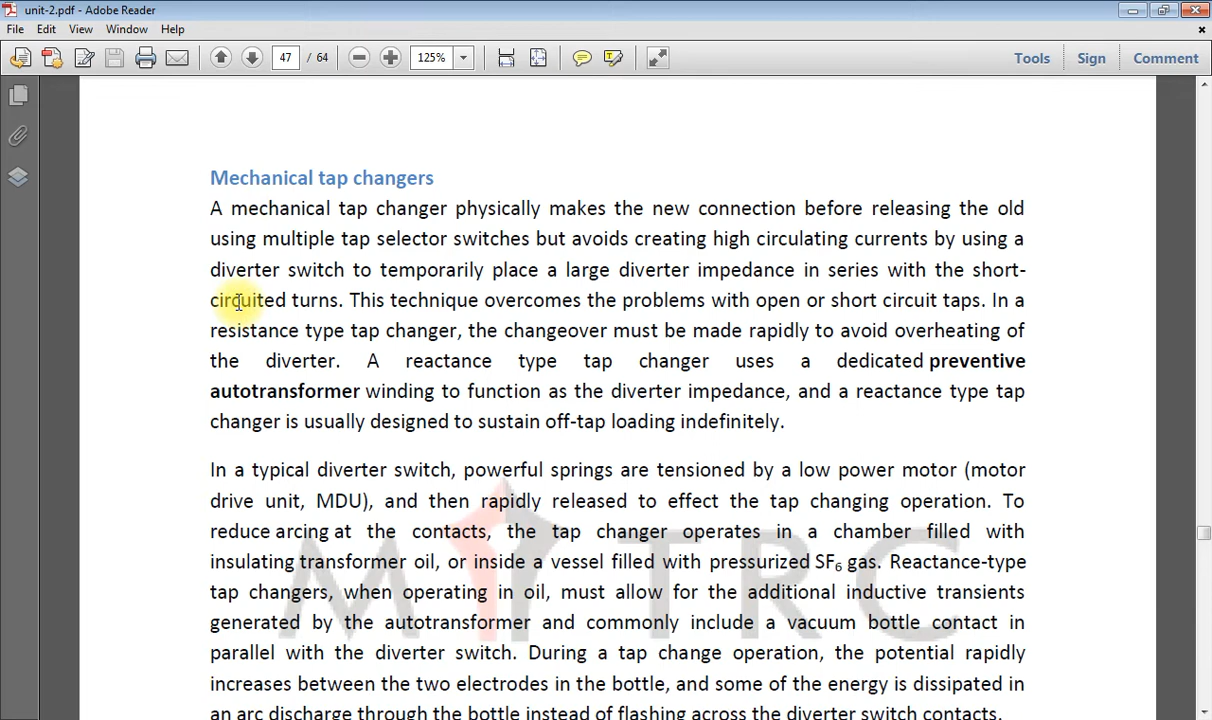 unit-2.pdf - Adobe Reader
File Edit View Window Help
47 / 64 125% Tools Sign Comment
Mechanical tap changers
A mechanical tap changer physically makes the new connection before releasing the old
using multiple tap selector switches but avoids creating high circulating currents by using a
diverter switch to temporarily place a large diverter impedance in series with the short-
circuited turns. This technique overcomes the problems with open or short circuit taps. In a
resistance type tap changer, the changeover must be made rapidly to avoid overheating of
the diverter. A reactance type tap changer uses a dedicated preventive
autotransformer winding to function as the diverter impedance, and a reactance type tap
changer is usually designed to sustain off-tap loading indefinitely.
In a typical diverter switch, powerful springs are tensioned by a low power motor (motor
drive unit, MDU), and then rapidly released to effect the tap changing operation. To
reduce arcing at the contacts, the tap changer operates in a chamber filled with
insulating transformer oil, or inside a vessel filled with pressurized SF₆ gas. Reactance-type
tap changers, when operating in oil, must allow for the additional inductive transients
generated by the autotransformer and commonly include a vacuum bottle contact in
parallel with the diverter switch. During a tap change operation, the potential rapidly
increases between the two electrodes in the bottle, and some of the energy is dissipated in
an arc discharge through the bottle instead of flashing across the diverter switch contacts.